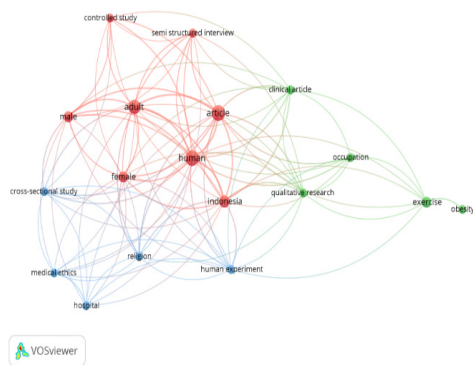 controlled study
semi structured interview
clinical article
adult
article
male
human
occupation
female
cross-sectional study
qualitative research
indonesia
exercise
obesity
religion
human experiment
medical ethics
hospital
VOSviewer